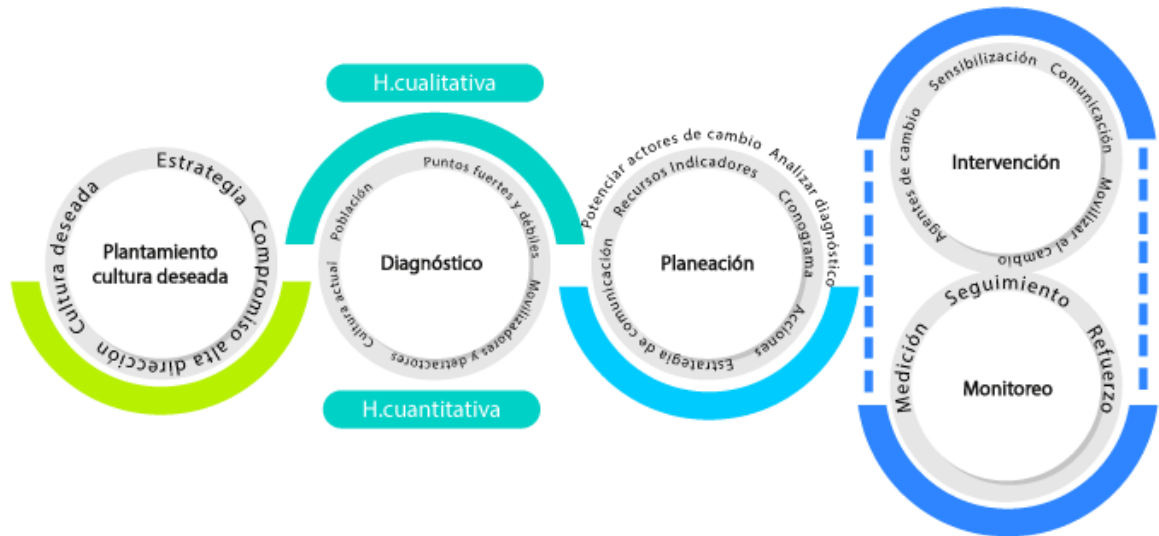 Plantamiento
cultura deseada
Cultura deseada
Estrategia
Compromiso alta dirección
H.cualitativa
Diagnóstico
Población
Puntos fuertes y débiles
Movilizadores y detractores
Cultura actual
H.cuantitativa
Potenciar actores de cambio
Analizar diagnóstico
Planeación
Recursos
Indicadores
Cronograma
Acciones
Estrategia de comunicación
Intervención
Agentes de cambio
Sensibilización
Comunicación
Movilizar el cambio
Monitoreo
Medición
Seguimiento
Refuerzo